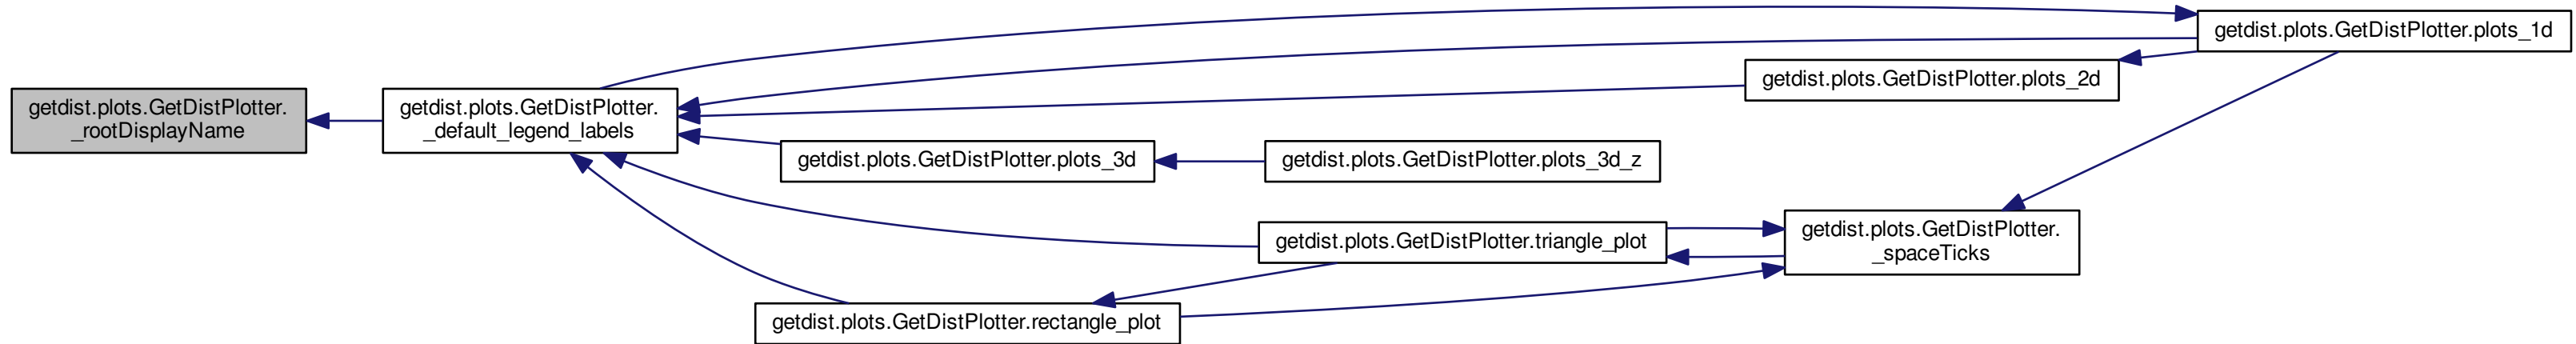 getdist.plots.GetDistPlotter.
_rootDisplayName
getdist.plots.GetDistPlotter.
_default_legend_labels
getdist.plots.GetDistPlotter.plots_1d
getdist.plots.GetDistPlotter.plots_2d
getdist.plots.GetDistPlotter.plots_3d
getdist.plots.GetDistPlotter.plots_3d_z
getdist.plots.GetDistPlotter.triangle_plot
getdist.plots.GetDistPlotter.
_spaceTicks
getdist.plots.GetDistPlotter.rectangle_plot